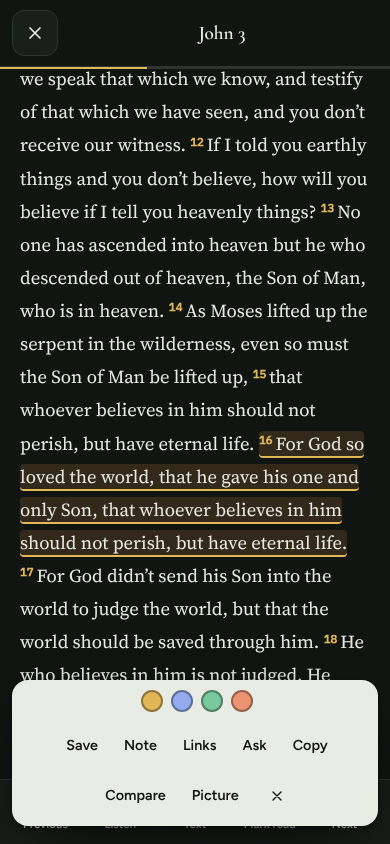 John 3
we speak that which we know, and testify
of that which we have seen, and you don’t
receive our witness. 12 If I told you earthly
things and you don’t believe, how will you
believe if I tell you heavenly things? 13 No
one has ascended into heaven but he who
descended out of heaven, the Son of Man,
who is in heaven. 14 As Moses lifted up the
serpent in the wilderness, even so must
the Son of Man be lifted up, 15 that
whoever believes in him should not
perish, but have eternal life. 16 For God so
loved the world, that he gave his one and
only Son, that whoever believes in him
should not perish, but have eternal life.
17 For God didn’t send his Son into the
world to judge the world, but that the
world should be saved through him. 18 He
who believes in him is not judged. He
Save Note Links Ask Copy
Compare Picture